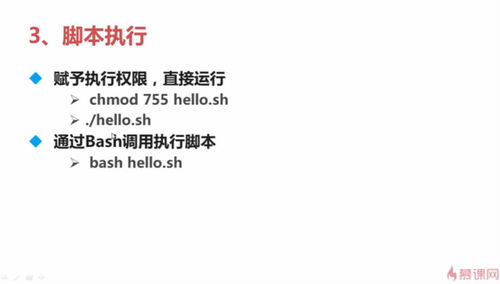 3、脚本执行
赋予执行权限，直接运行
chmod 755 hello.sh
./hello.sh
通过Bash调用执行脚本
bash hello.sh
慕课网